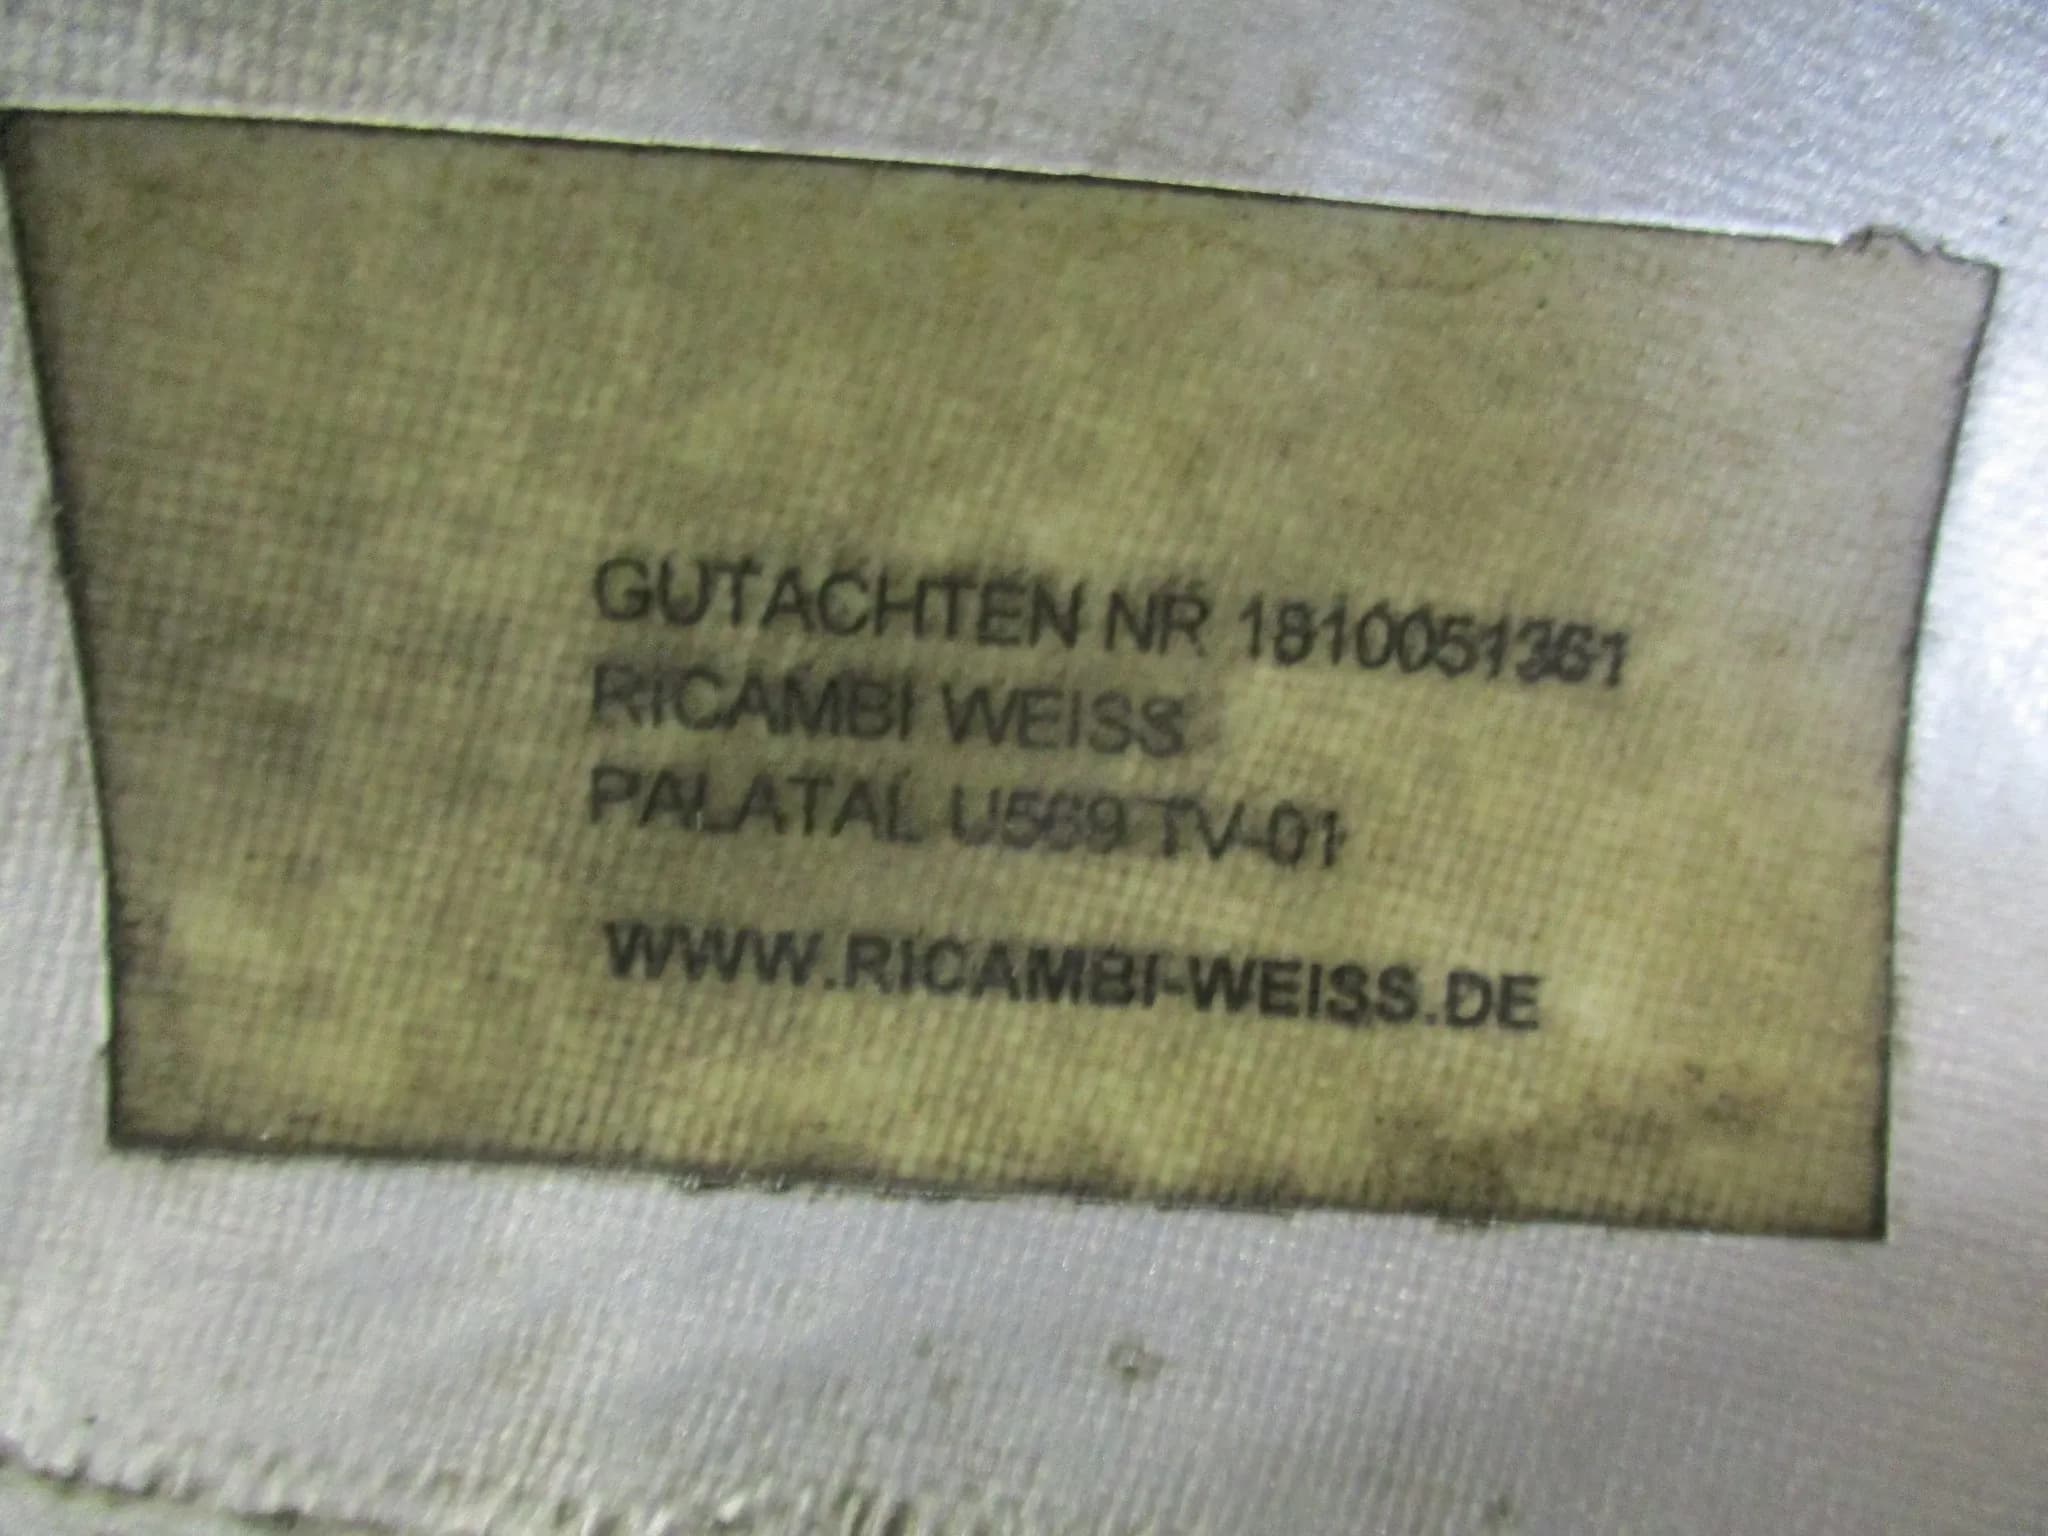 GUTACHTEN NR 1810051361
RICAMBI WEISS
PALATAL U569 TV-01
WWW.RICAMBI-WEISS.DE